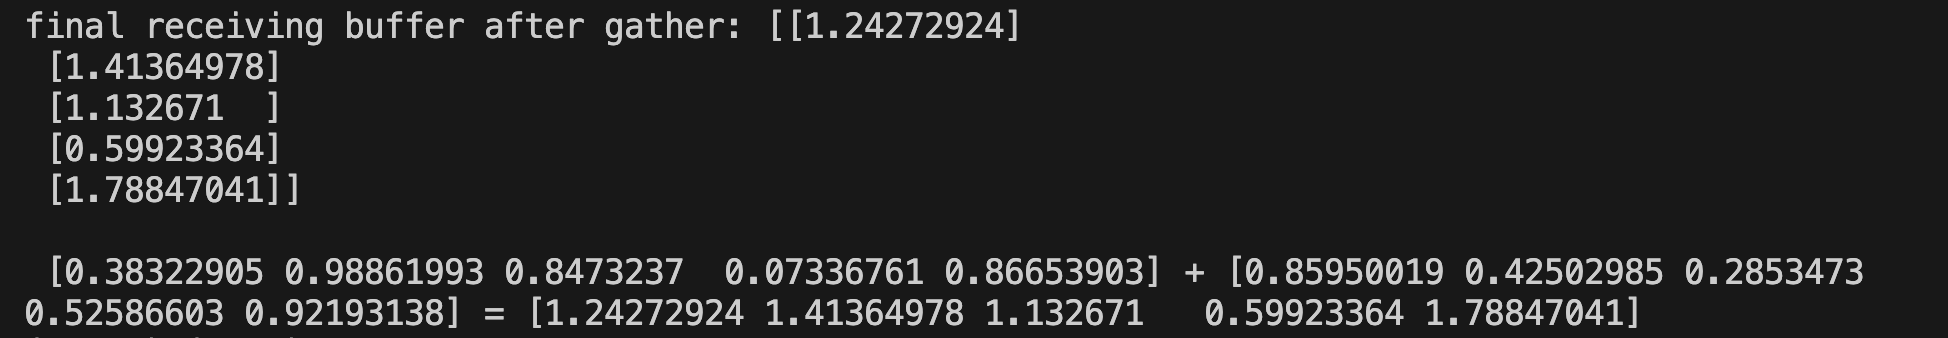 final receiving buffer after gather: [[1.24272924]
 [1.41364978]
 [1.132671  ]
 [0.59923364]
 [1.78847041]]
 [0.38322905 0.98861993 0.8473237  0.07336761 0.86653903] + [0.85950019 0.42502985 0.2853473
0.52586603 0.92193138] = [1.24272924 1.41364978 1.132671   0.59923364 1.78847041]